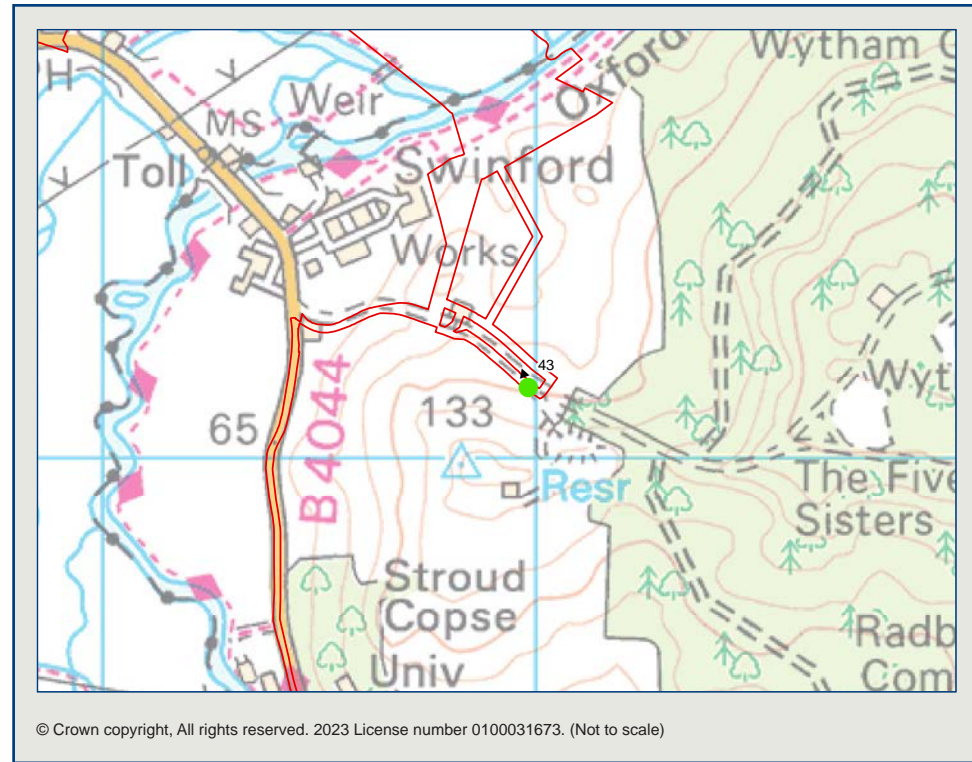 Wytham
Oxford
PH
Weir
MS
Toll
Swinford
Works
43
Wyt
65
B4044
133
The Five
Sisters
Resr
Stroud
Copse
Univ
Radb
Com
© Crown copyright, All rights reserved. 2023 License number 0100031673. (Not to scale)